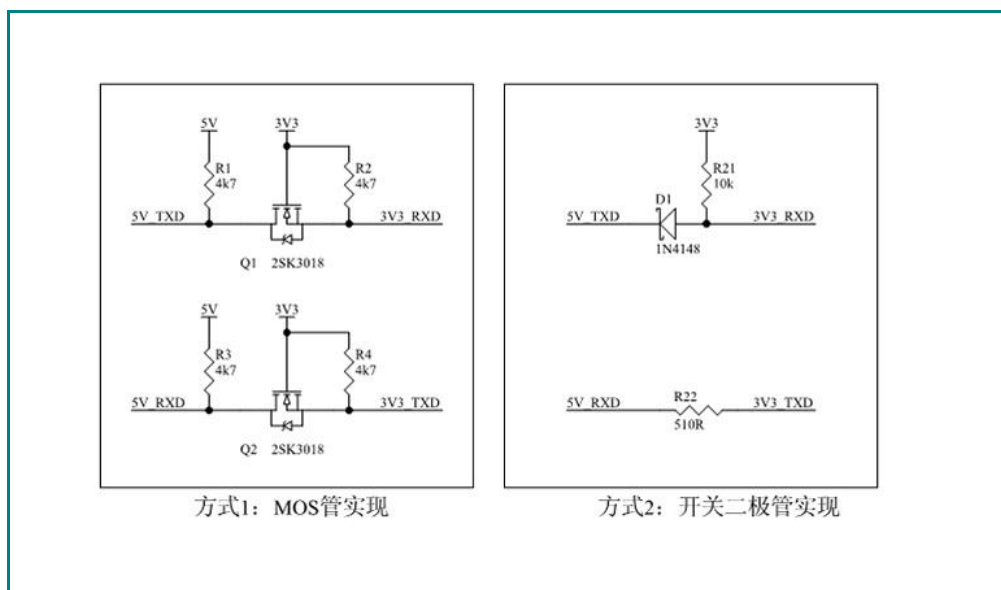 5V
3V3
R1
4k7
R2
4k7
5V_TXD
3V3_RXD
Q1 2SK3018
5V
3V3
R3
4k7
R4
4k7
5V_RXD
3V3_TXD
Q2 2SK3018
方式1：MOS管实现
3V3
R21
10k
D1
5V_TXD
3V3_RXD
1N4148
R22
5V_RXD
3V3_TXD
510R
方式2：开关二极管实现